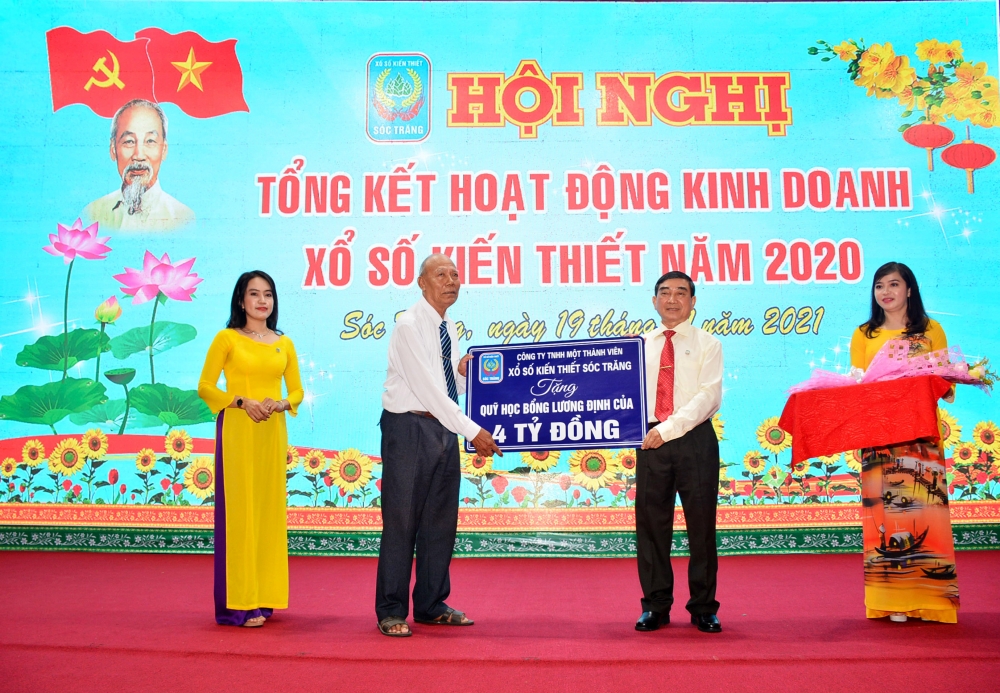 XỔ SỐ KIẾN THIẾT
SÓC TRĂNG
HỘI NGHỊ
TỔNG KẾT HOẠT ĐỘNG KINH DOANH
XỔ SỐ KIẾN THIẾT NĂM 2020
Sóc ngày 19 tháng năm 2021
CÔNG TY TNHH MỘT THÀNH VIÊN
XỔ SỐ KIẾN THIẾT SÓC TRĂNG
Tặng
QUỸ HỌC BỔNG LƯƠNG ĐỊNH CỦA
4 TỶ ĐỒNG